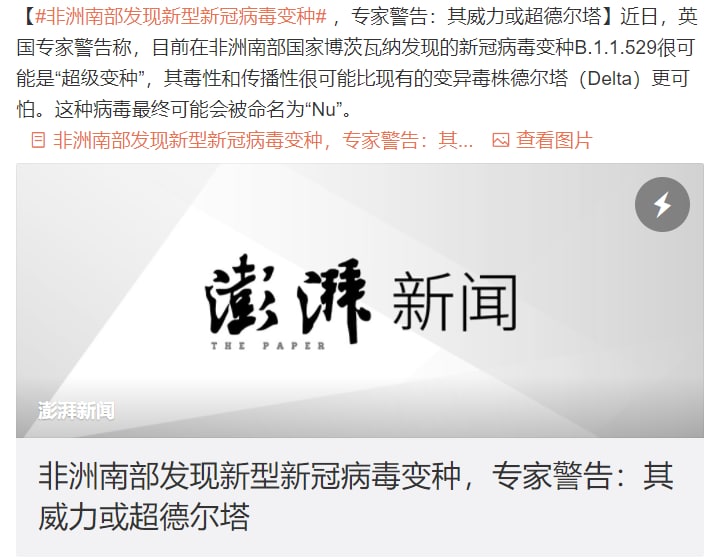 【#非洲南部发现新型新冠病毒变种# ，专家警告：其威力或超德尔塔】近日，英
国专家警告称，目前在非洲南部国家博茨瓦纳发现的新冠病毒变种B.1.1.529很可
能是“超级变种”，其毒性和传播性很可能比现有的变异毒株德尔塔（Delta）更可
怕。这种病毒最终可能会被命名为“Nu”。
非洲南部发现新型新冠病毒变种，专家警告：其... 查看图片
澎湃 新闻
THE PAPER
澎湃新闻
非洲南部发现新型新冠病毒变种，专家警告：其
威力或超德尔塔